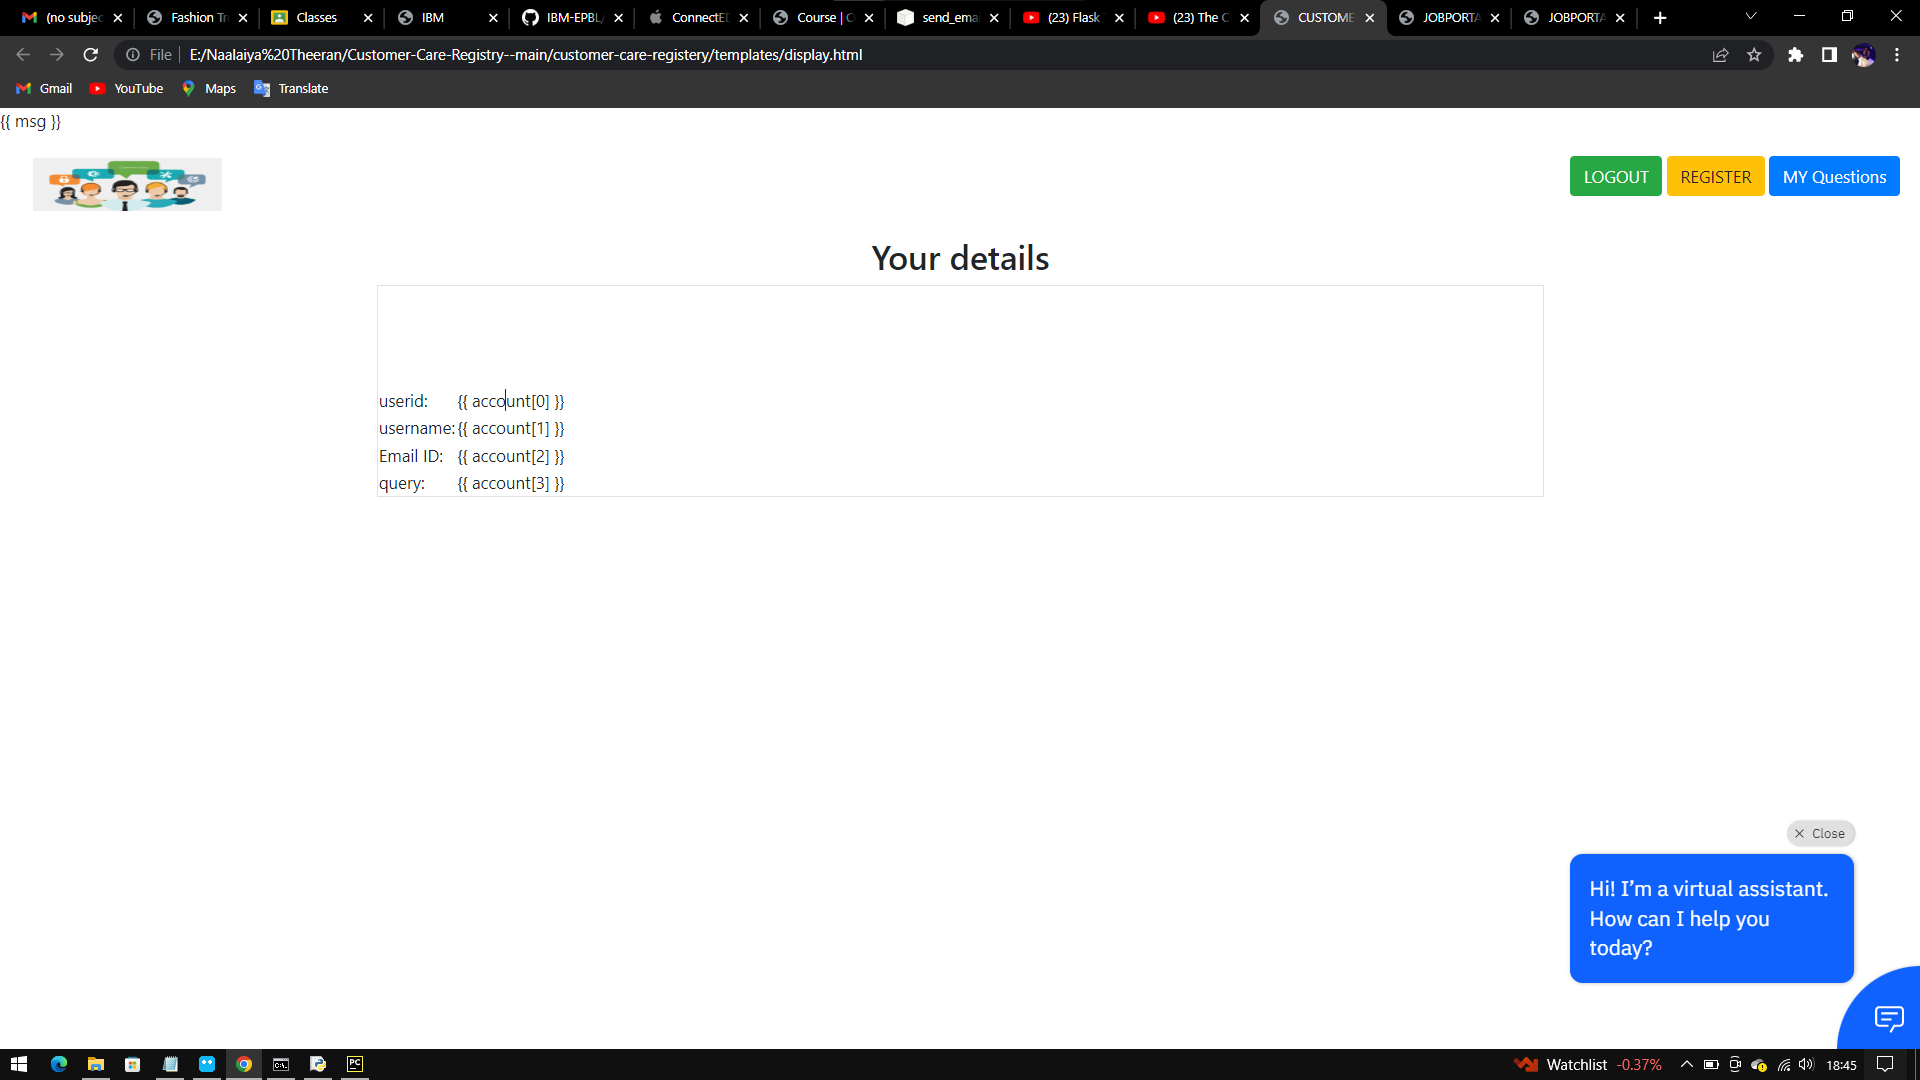 (no subjec
Fashion Tr
Classes
IBM
IBM-EPBL/
ConnectED
Course | C
send_emai
(23) Flask
(23) The C
CUSTOME
JOBPORTA
JOBPORTA
File E:/Naalaiya%20Theeran/Customer-Care-Registry--main/customer-care-registery/templates/display.html
Gmail YouTube Maps Translate
{{ msg }}
LOGOUT REGISTER MY Questions
Your details
userid: {{ account[0] }}
username: {{ account[1] }}
Email ID: {{ account[2] }}
query: {{ account[3] }}
Close
Hi! I’m a virtual assistant.
How can I help you
today?
PC
Watchlist -0.37% 18:45